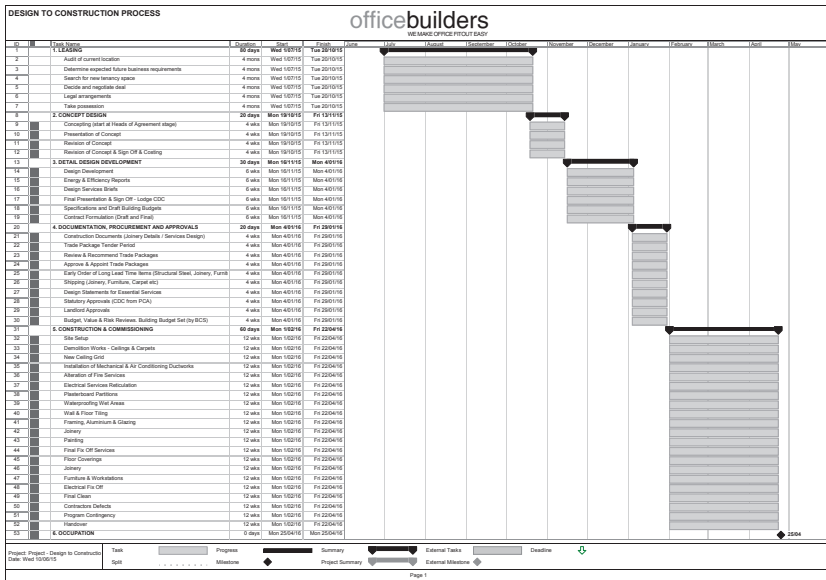 DESIGN TO CONSTRUCTION PROCESS
officebuilders
WE MAKE OFFICE FITOUT EASY
ID Task Name Duration Start Finish June July August September October November December January February March April May
1 1. LEASING 80 days Wed 1/07/15 Tue 20/10/15
2 Audit of current location 4 mons Wed 1/07/15 Tue 20/10/15
3 Determine expected future business requirements 4 mons Wed 1/07/15 Tue 20/10/15
4 Search for new tenancy space 4 mons Wed 1/07/15 Tue 20/10/15
5 Decide and negotiate deal 4 mons Wed 1/07/15 Tue 20/10/15
6 Legal arrangements 4 mons Wed 1/07/15 Tue 20/10/15
7 Take possession 4 mons Wed 1/07/15 Tue 20/10/15
8 2. CONCEPT DESIGN 20 days Mon 19/10/15 Fri 13/11/15
9 Concepting (start at Heads of Agreement stage) 4 wks Mon 19/10/15 Fri 13/11/15
10 Presentation of Concept 4 wks Mon 19/10/15 Fri 13/11/15
11 Revision of Concept 4 wks Mon 19/10/15 Fri 13/11/15
12 Revision of Concept & Sign Off & Costing 4 wks Mon 19/10/15 Fri 13/11/15
13 3. DETAIL DESIGN DEVELOPMENT 30 days Mon 16/11/15 Mon 4/01/16
14 Design Development 6 wks Mon 16/11/15 Mon 4/01/16
15 Energy & Efficiency Reports 6 wks Mon 16/11/15 Mon 4/01/16
16 Design Services Briefs 6 wks Mon 16/11/15 Mon 4/01/16
17 Final Presentation & Sign Off - Lodge CDC 6 wks Mon 16/11/15 Mon 4/01/16
18 Specifications and Draft Building Budgets 6 wks Mon 16/11/15 Mon 4/01/16
19 Contract Formulation (Draft and Final) 6 wks Mon 16/11/15 Mon 4/01/16
20 4. DOCUMENTATION, PROCUREMENT AND APPROVALS 20 days Mon 4/01/16 Fri 29/01/16
21 Construction Documents (Joinery Details / Services Design) 4 wks Mon 4/01/16 Fri 29/01/16
22 Trade Package Tender Period 4 wks Mon 4/01/16 Fri 29/01/16
23 Review & Recommend Trade Packages 4 wks Mon 4/01/16 Fri 29/01/16
24 Approve & Appoint Trade Packages 4 wks Mon 4/01/16 Fri 29/01/16
25 Early Order of Long Lead Time Items (Structural Steel, Joinery, Furnit 4 wks Mon 4/01/16 Fri 29/01/16
26 Shipping (Joinery, Furniture, Carpet etc) 4 wks Mon 4/01/16 Fri 29/01/16
27 Design Statements for Essential Services 4 wks Mon 4/01/16 Fri 29/01/16
28 Statutory Approvals (CDC from PCA) 4 wks Mon 4/01/16 Fri 29/01/16
29 Landlord Approvals 4 wks Mon 4/01/16 Fri 29/01/16
30 Budget, Value & Risk Reviews. Building Budget Set (by BCS) 4 wks Mon 4/01/16 Fri 29/01/16
31 5. CONSTRUCTION & COMMISSIONING 60 days Mon 1/02/16 Fri 22/04/16
32 Site Setup 12 wks Mon 1/02/16 Fri 22/04/16
33 Demolition Works - Ceilings & Carpets 12 wks Mon 1/02/16 Fri 22/04/16
34 New Ceiling Grid 12 wks Mon 1/02/16 Fri 22/04/16
35 Installation of Mechanical & Air Conditioning Ductworks 12 wks Mon 1/02/16 Fri 22/04/16
36 Alteration of Fire Services 12 wks Mon 1/02/16 Fri 22/04/16
37 Electrical Services Reticulation 12 wks Mon 1/02/16 Fri 22/04/16
38 Plasterboard Partitions 12 wks Mon 1/02/16 Fri 22/04/16
39 Waterproofing Wet Areas 12 wks Mon 1/02/16 Fri 22/04/16
40 Wall & Floor Tiling 12 wks Mon 1/02/16 Fri 22/04/16
41 Framing, Aluminium & Glazing 12 wks Mon 1/02/16 Fri 22/04/16
42 Joinery 12 wks Mon 1/02/16 Fri 22/04/16
43 Painting 12 wks Mon 1/02/16 Fri 22/04/16
44 Final Fix Off Services 12 wks Mon 1/02/16 Fri 22/04/16
45 Floor Coverings 12 wks Mon 1/02/16 Fri 22/04/16
46 Joinery 12 wks Mon 1/02/16 Fri 22/04/16
47 Furniture & Workstations 12 wks Mon 1/02/16 Fri 22/04/16
48 Electrical Fix Off 12 wks Mon 1/02/16 Fri 22/04/16
49 Final Clean 12 wks Mon 1/02/16 Fri 22/04/16
50 Contractors Defects 12 wks Mon 1/02/16 Fri 22/04/16
51 Program Contingency 12 wks Mon 1/02/16 Fri 22/04/16
52 Handover 12 wks Mon 1/02/16 Fri 22/04/16
53 6. OCCUPATION 0 days Mon 25/04/16 Mon 25/04/16 25/04
Project: Project - Design to Constructio
Date: Wed 10/06/15
Task Progress Summary External Tasks Deadline
Split Milestone Project Summary External Milestone
Page 1